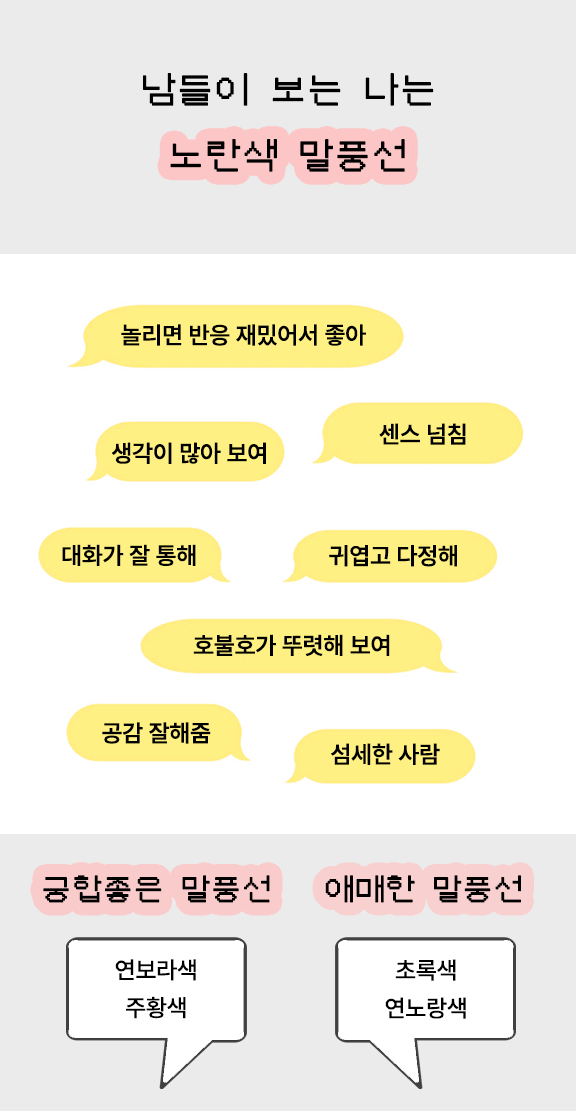 남들이 보는 나는
노란색 말풍선
놀리면 반응 재밌어서 좋아
센스 넘침
생각이 많아 보여
대화가 잘 통해
귀엽고 다정해
호불호가 뚜렷해 보여
공감 잘해줌
섬세한 사람
궁합좋은 말풍선
애매한 말풍선
연보라색
주황색
초록색
연노랑색